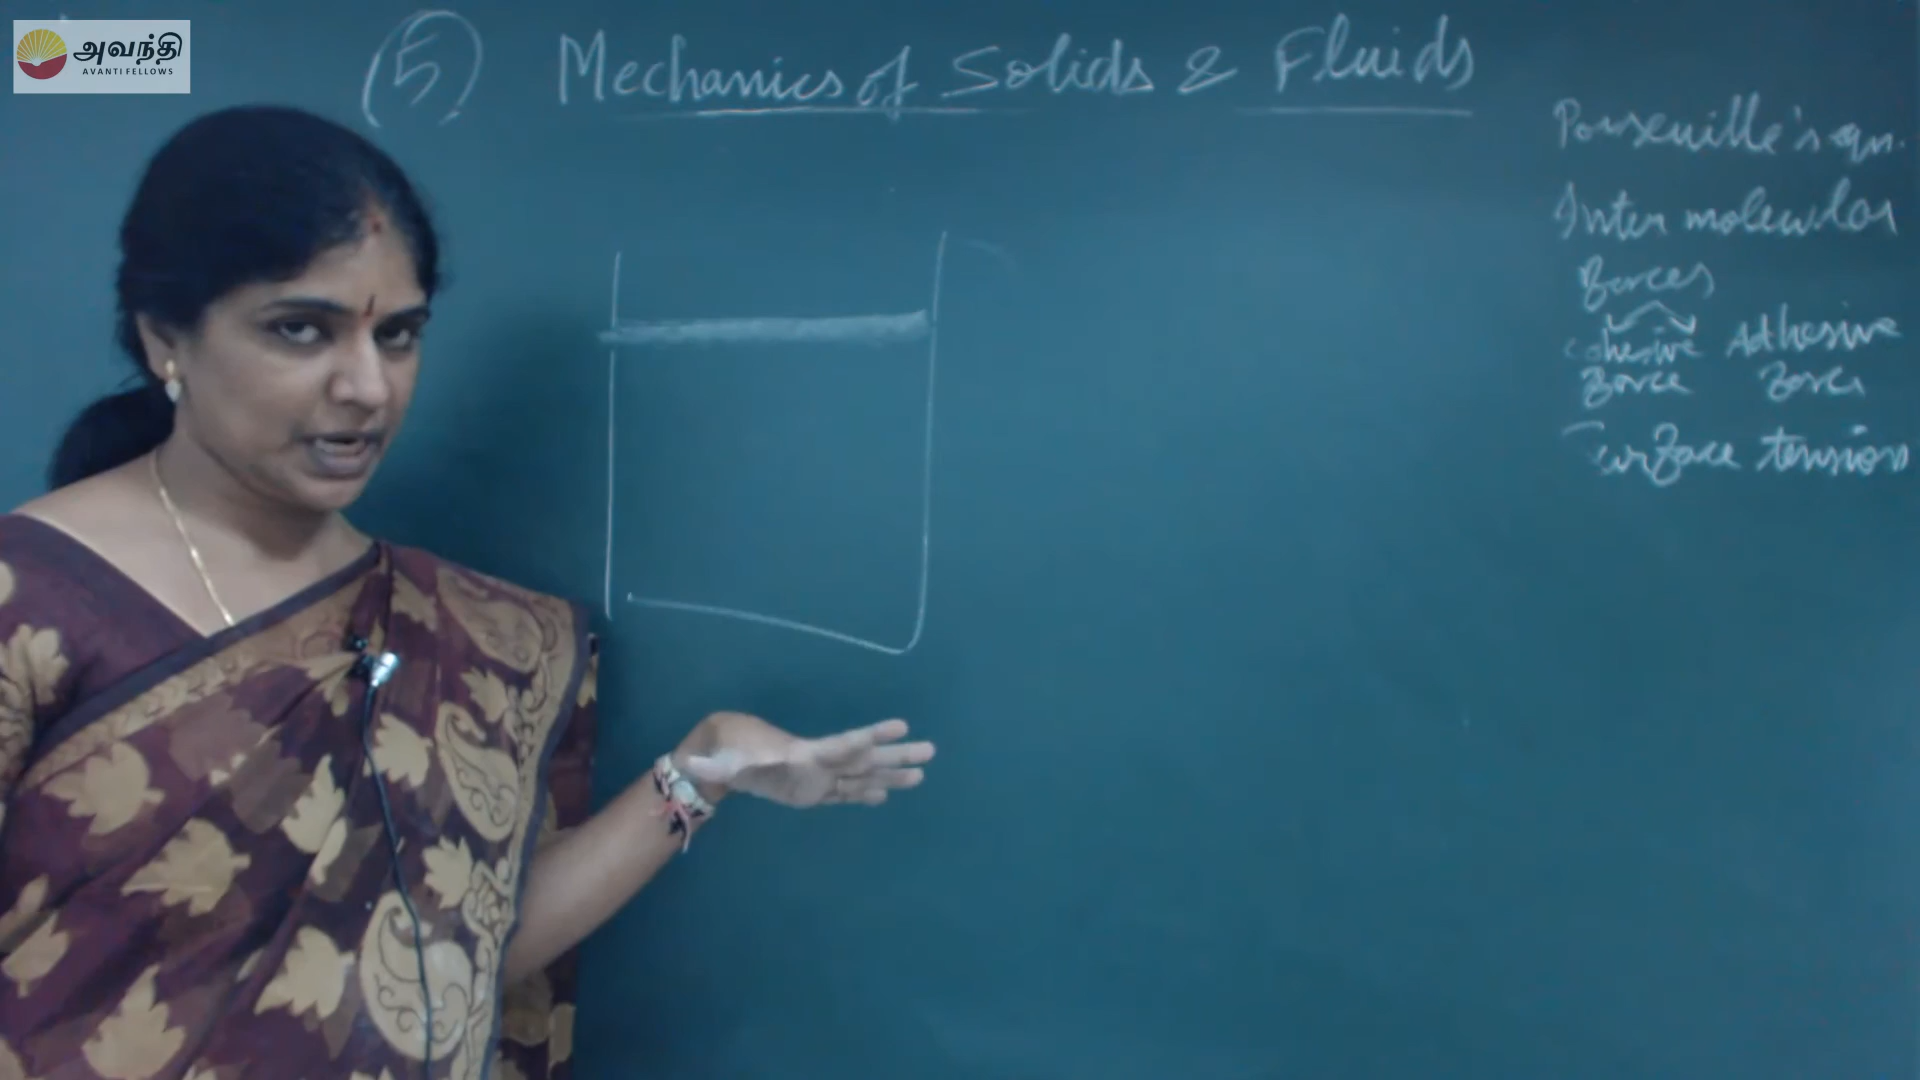 அவந்தி
AVANTI FELLOWS
(5) Mechanics of Solids & Fluids
Poiseuille's eqn.
Inter molecular
Forces
Cohesive Adhesive
Force Force
Surface tension